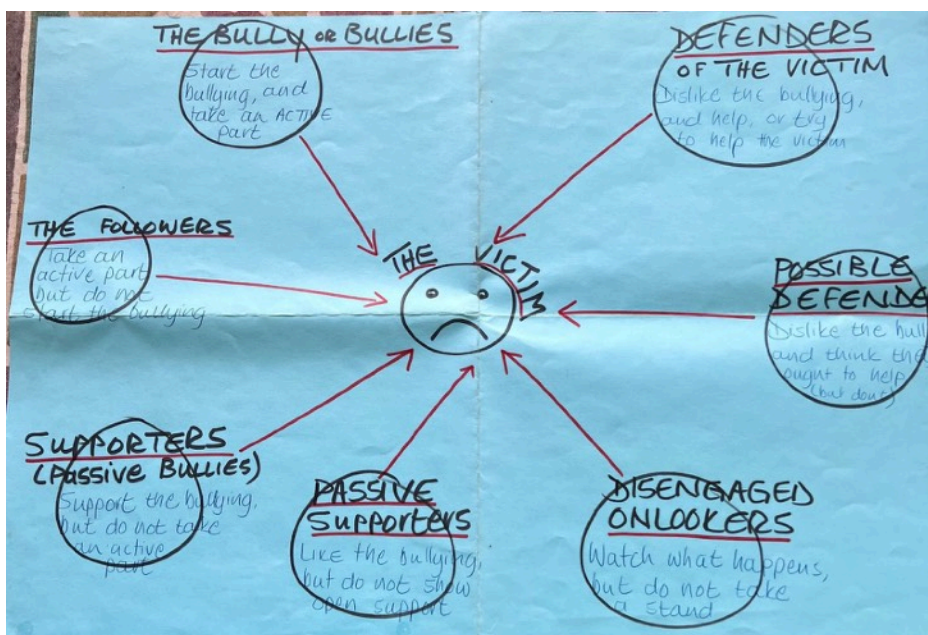 THE BULLY OR BULLIES
Start the
bullying, and
take an ACTIVE
part
DEFENDERS
OF THE VICTIM
Dislike the bullying,
and help, or try
to help the victim
THE FOLLOWERS
Take an
active part
but do not
start the bullying
THE VICTIM
POSSIBLE
DEFENDE
Dislike the bull
and think the
ought to help
(but dont)
SUPPORTERS
(PASSIVE BULLIES)
Support the bullying,
but do not take
an active
part
PASSIVE
SUPPORTERS
Like the bullying,
but do not show
open support
DISENGAGED
ONLOOKERS
Watch what happens,
but do not take
a stand